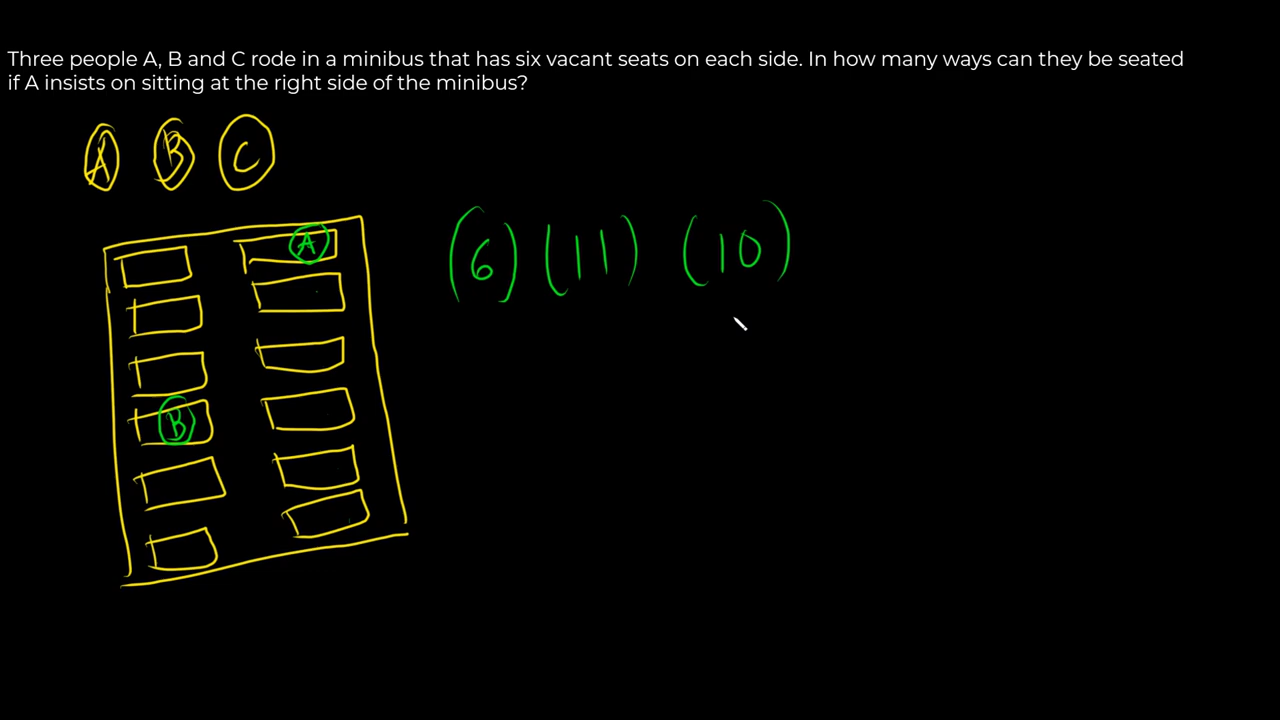 Three people A, B and C rode in a minibus that has six vacant seats on each side. In how many ways can they be seated
if A insists on sitting at the right side of the minibus?
A B C
A
(6) (11) (10)
B